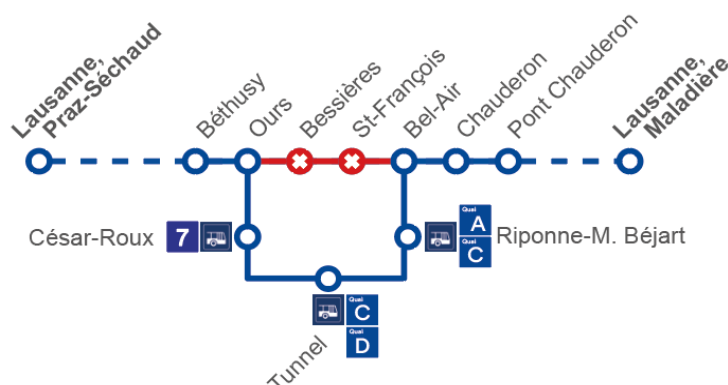 Lausanne,
Praz-Séchaud
Béthusy
Ours
Bessières
St-François
Bel-Air
Chauderon
Pont Chauderon
Lausanne,
Maladière
César-Roux 7
Quai
A
Quai
C
Riponne-M. Béjart
Quai
C
Quai
D
Tunnel